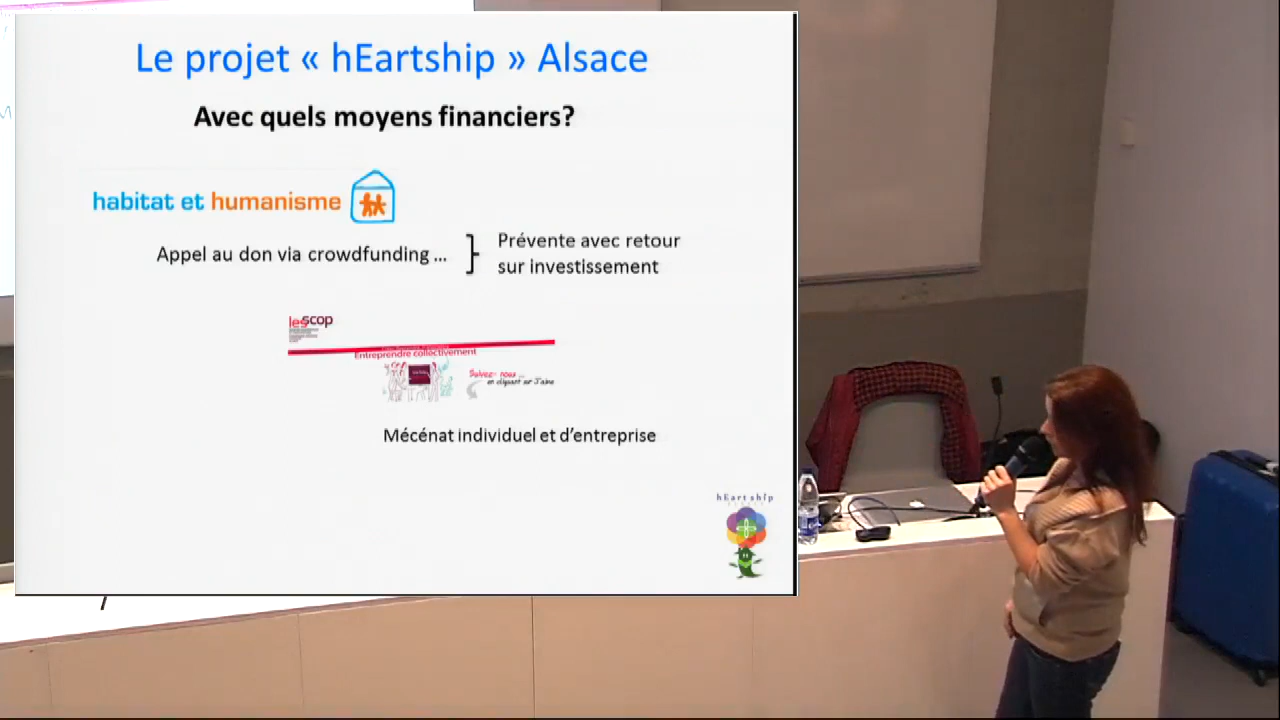 Le projet « hEartship » Alsace
Avec quels moyens financiers?
habitat et humanisme
Appel au don via crowdfunding ...
Prévente avec retour
sur investissement
les scop
Entreprendre collectivement
Suivez-nous ...
en cliquant sur J'aime
Mécénat individuel et d'entreprise
hEartship